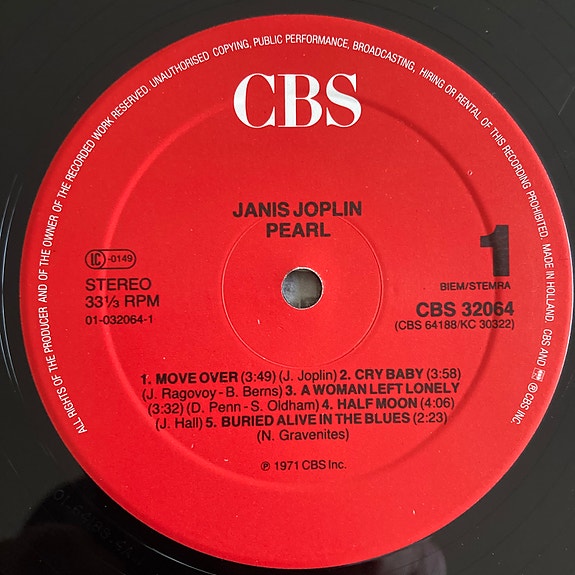 ALL RIGHTS OF THE PRODUCER AND OF THE OWNER OF THE RECORDED WORK RESERVED. UNAUTHORISED COPYING, PUBLIC PERFORMANCE, BROADCASTING, HIRING OR RENTAL OF THIS RECORDING PROHIBITED. MADE IN HOLLAND CBS AND ℗ CBS INC.
CBS
JANIS JOPLIN
PEARL
LC-0149
STEREO
33⅓ RPM
01-032064-1
1
BIEM/STEMRA
CBS 32064
(CBS 64188/KC 30322)
1. MOVE OVER (3:49) (J. Joplin) 2. CRY BABY (3:58)
(J. Ragovoy - B. Berns) 3. A WOMAN LEFT LONELY
(3:32) (D. Penn - S. Oldham) 4. HALF MOON (4:06)
(J. Hall) 5. BURIED ALIVE IN THE BLUES (2:23)
(N. Gravenites)
℗ 1971 CBS Inc.